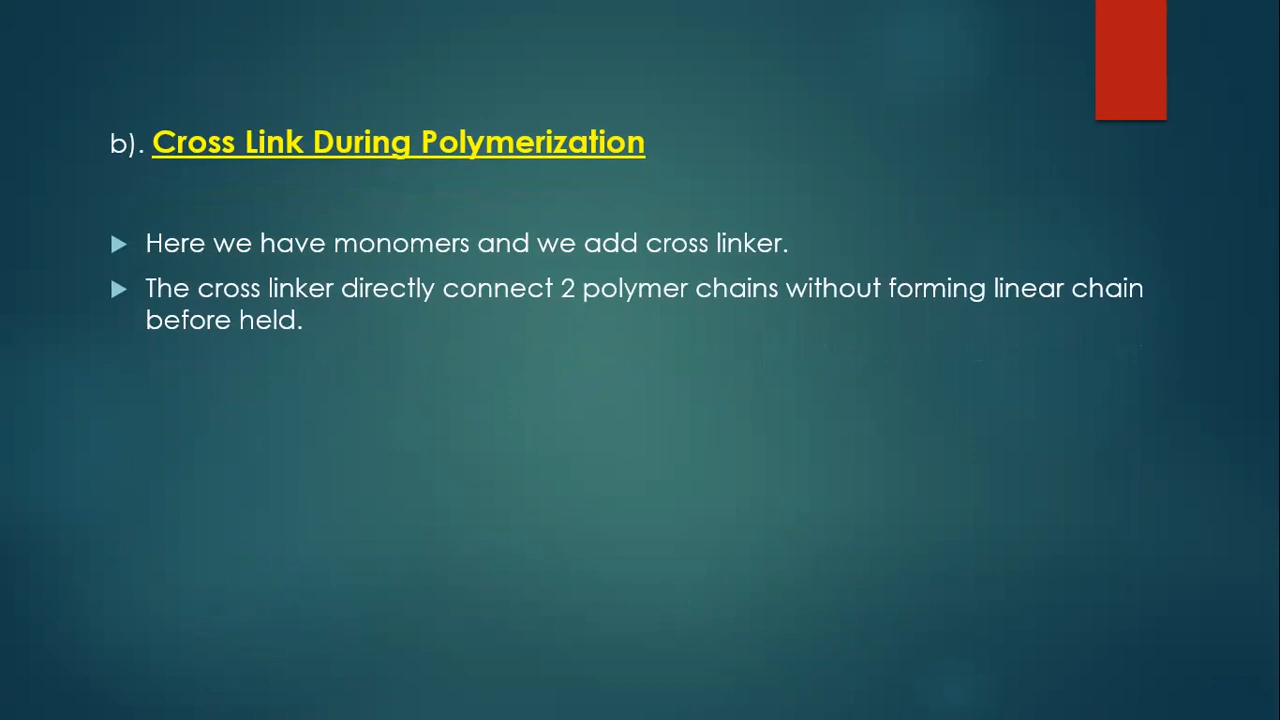 b). Cross Link During Polymerization
Here we have monomers and we add cross linker.
The cross linker directly connect 2 polymer chains without forming linear chain
before held.